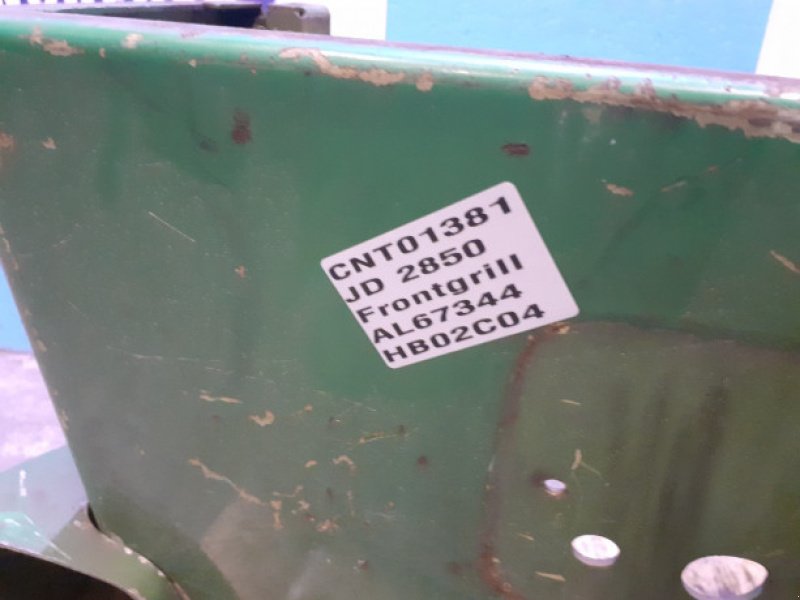 CNT01381
JD 2850
Frontgrill
AL67344
HB02C04